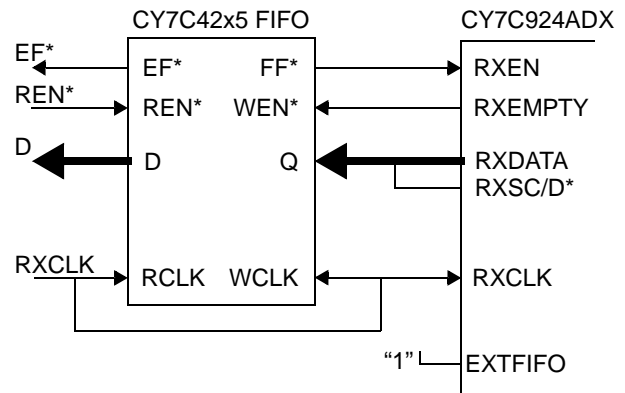 CY7C42x5 FIFO
CY7C924ADX
EF*
EF*
FF*
RXEN
REN*
REN*
WEN*
RXEMPTY
D
D
Q
RXDATA
RXSC/D*
RXCLK
RCLK
WCLK
RXCLK
“1”
EXTFIFO